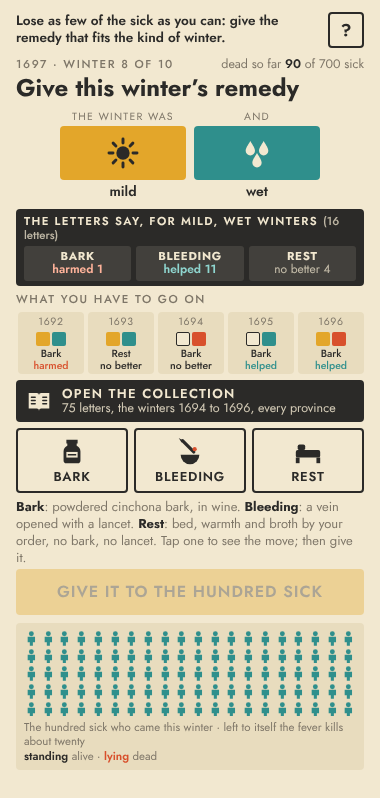 Lose as few of the sick as you can: give the
remedy that fits the kind of winter.
?
1697 · WINTER 8 OF 10
dead so far 90 of 700 sick
Give this winter's remedy
THE WINTER WAS
AND
mild
wet
THE LETTERS SAY, FOR MILD, WET WINTERS (16
letters)
BARK
harmed 1
BLEEDING
helped 11
REST
no better 4
WHAT YOU HAVE TO GO ON
1692
Bark
harmed
1693
Rest
no better
1694
Bark
no better
1695
Bark
helped
1696
Bark
helped
OPEN THE COLLECTION
75 letters, the winters 1694 to 1696, every province
BARK
BLEEDING
REST
Bark: powdered cinchona bark, in wine. Bleeding: a vein
opened with a lancet. Rest: bed, warmth and broth by your
order, no bark, no lancet. Tap one to see the move; then give
it.
GIVE IT TO THE HUNDRED SICK
The hundred sick who came this winter · left to itself the fever kills
about twenty
standing alive · lying dead